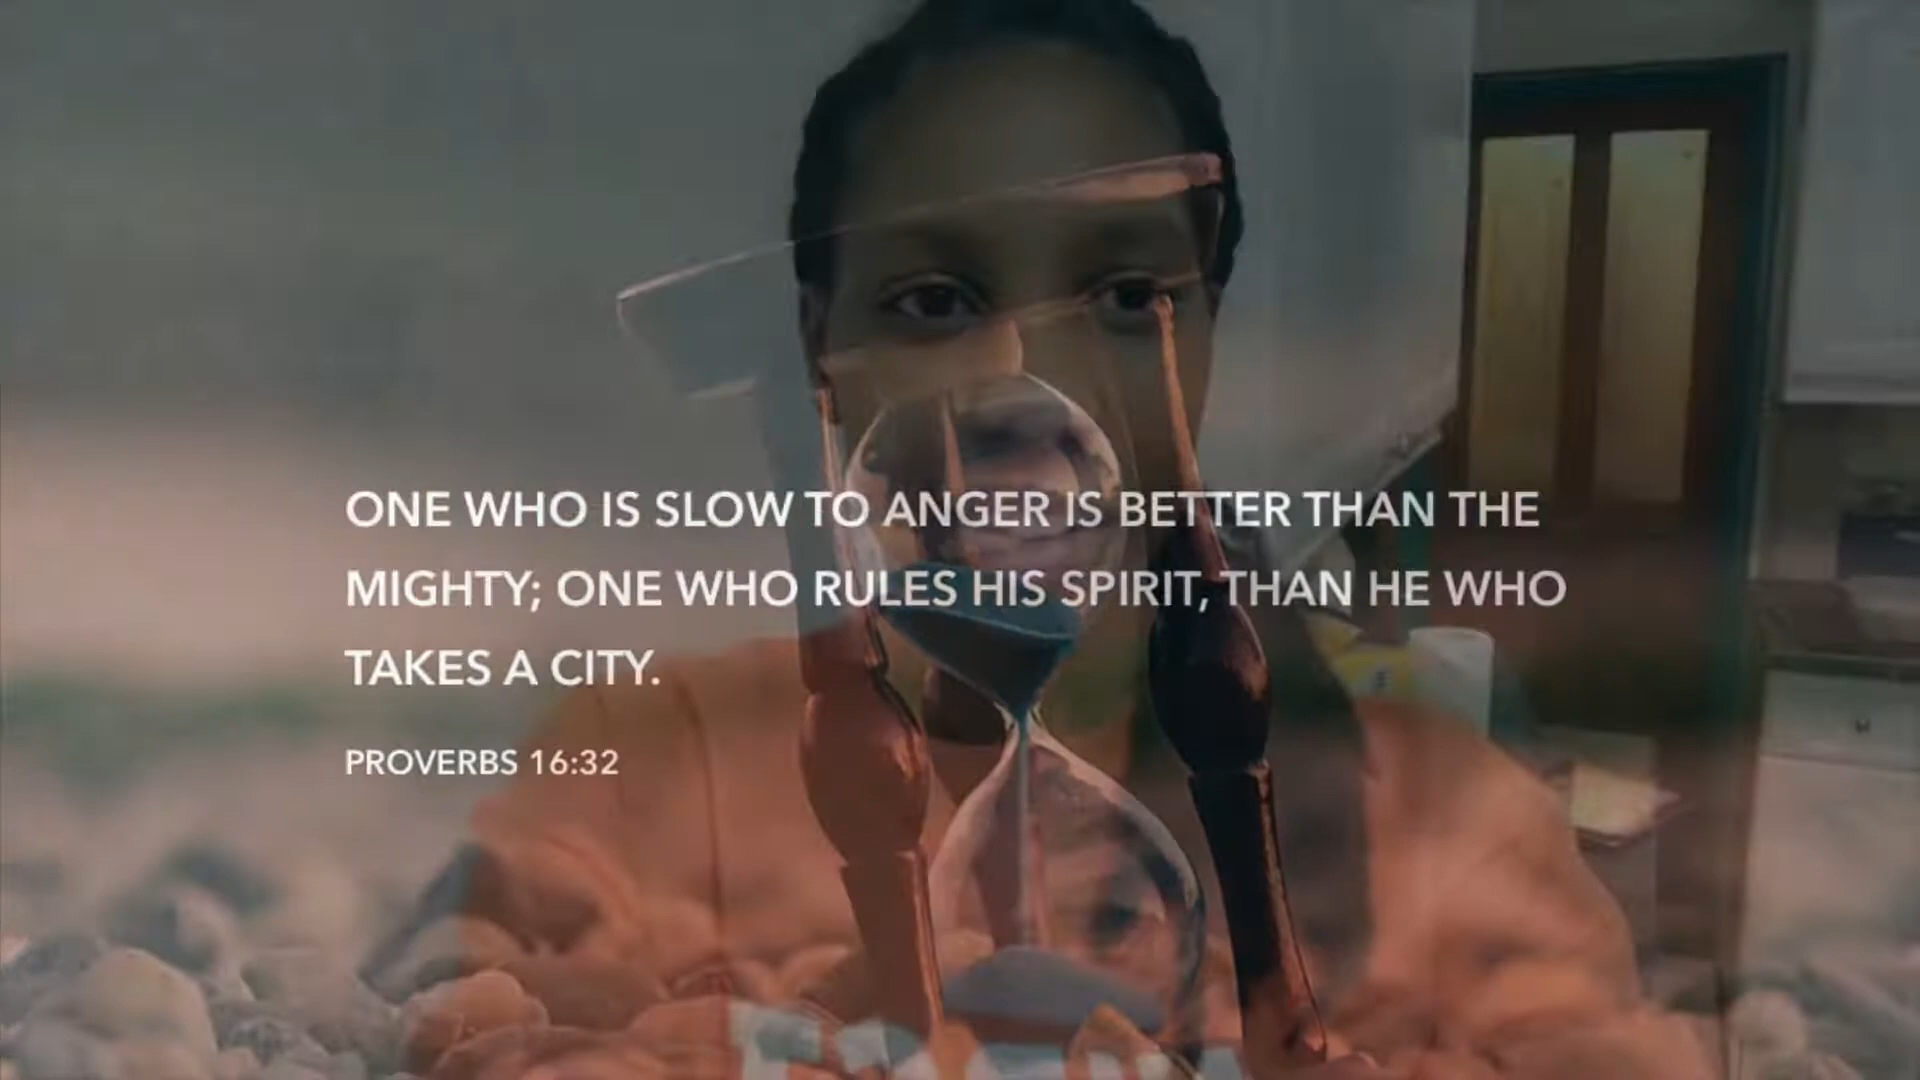 ONE WHO IS SLOW TO ANGER IS BETTER THAN THE
MIGHTY; ONE WHO RULES HIS SPIRIT, THAN HE WHO
TAKES A CITY.
PROVERBS 16:32